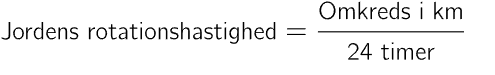 Jordens rotationshastighed = Omkreds i km / 24 timer